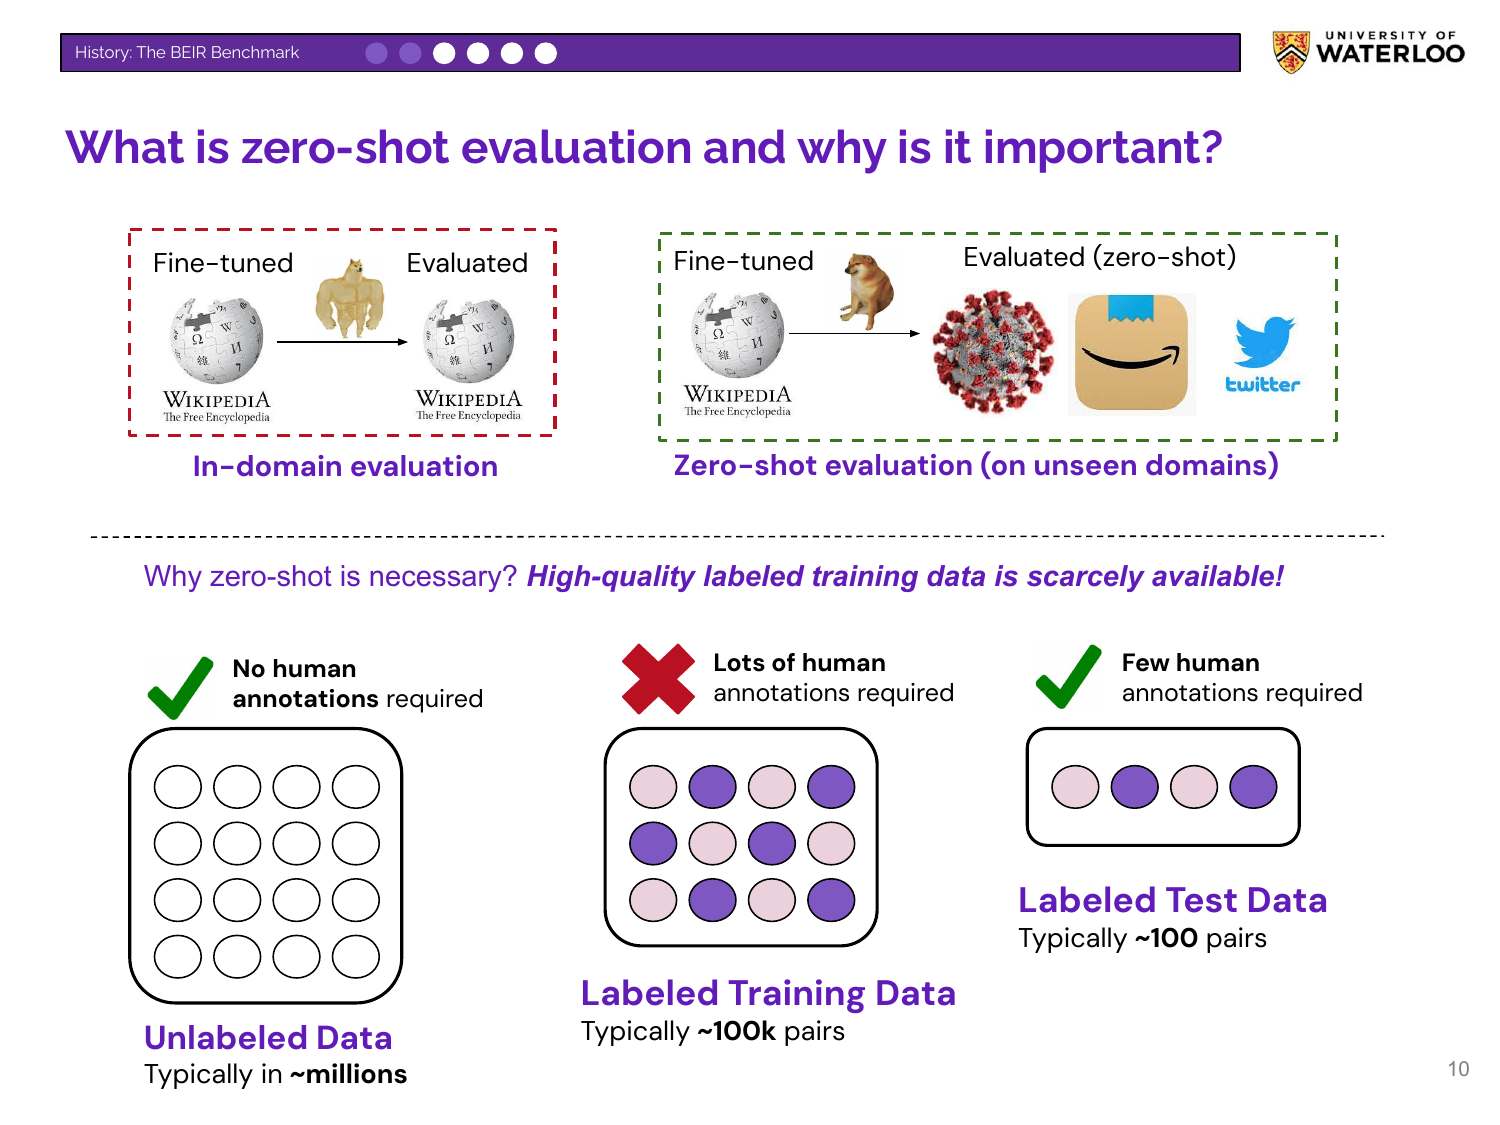 History: The BEIR Benchmark
UNIVERSITY OF
WATERLOO
What is zero-shot evaluation and why is it important?
Fine-tuned
Evaluated
WIKIPEDIA
The Free Encyclopedia
WIKIPEDIA
The Free Encyclopedia
In-domain evaluation
Fine-tuned
Evaluated (zero-shot)
WIKIPEDIA
The Free Encyclopedia
twitter
Zero-shot evaluation (on unseen domains)
Why zero-shot is necessary? High-quality labeled training data is scarcely available!
No human
annotations required
Unlabeled Data
Typically in ~millions
Lots of human
annotations required
Labeled Training Data
Typically ~100k pairs
Few human
annotations required
Labeled Test Data
Typically ~100 pairs
10